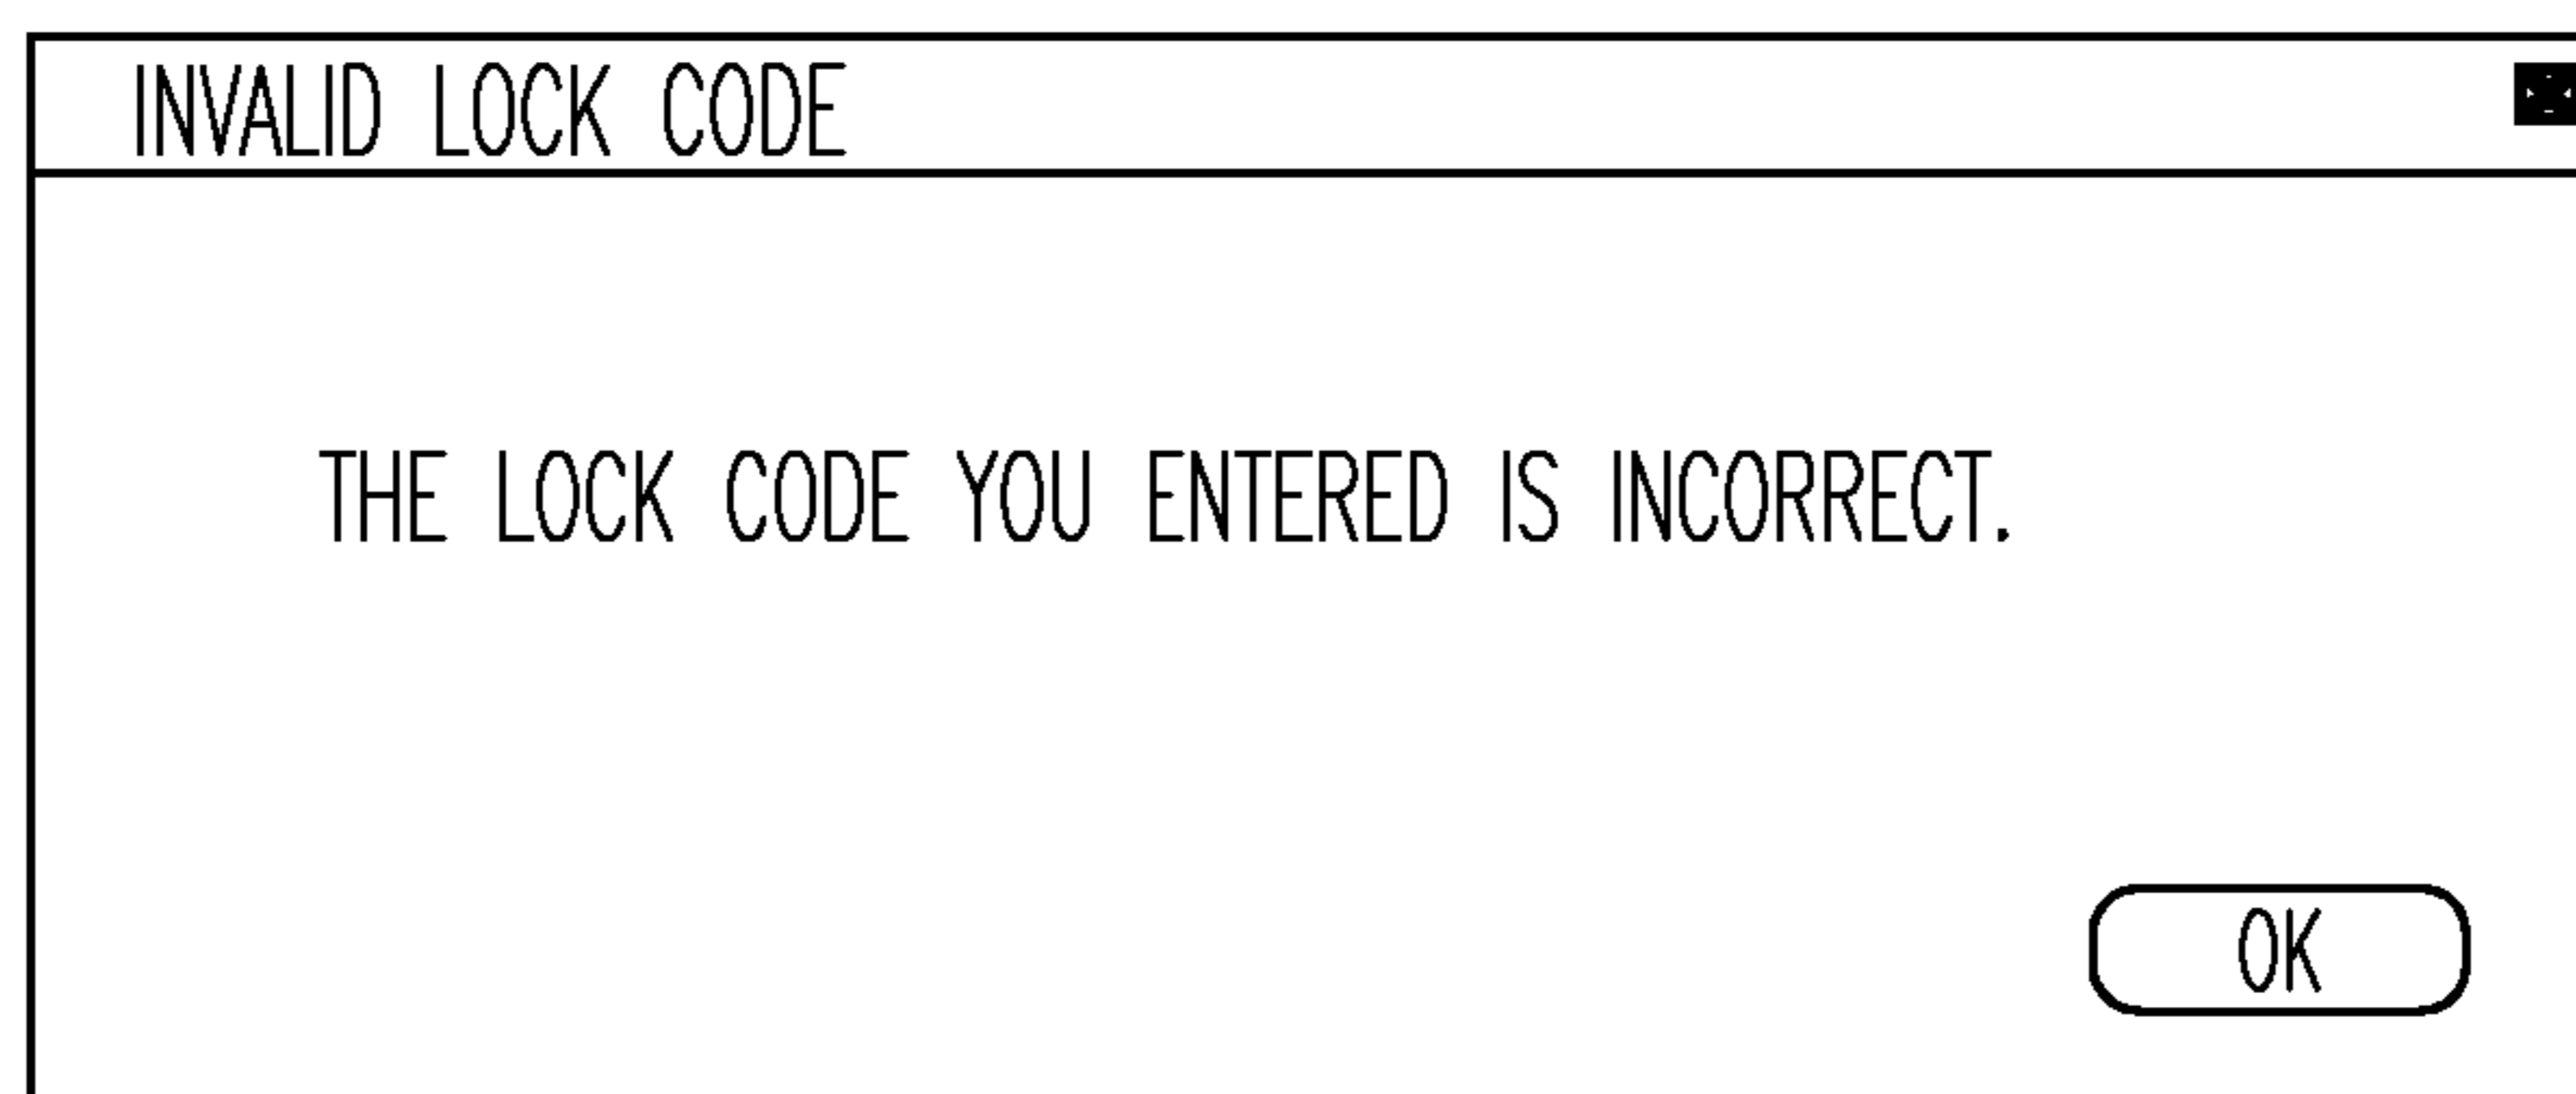 INVALID LOCK CODE
THE LOCK CODE YOU ENTERED IS INCORRECT.
OK